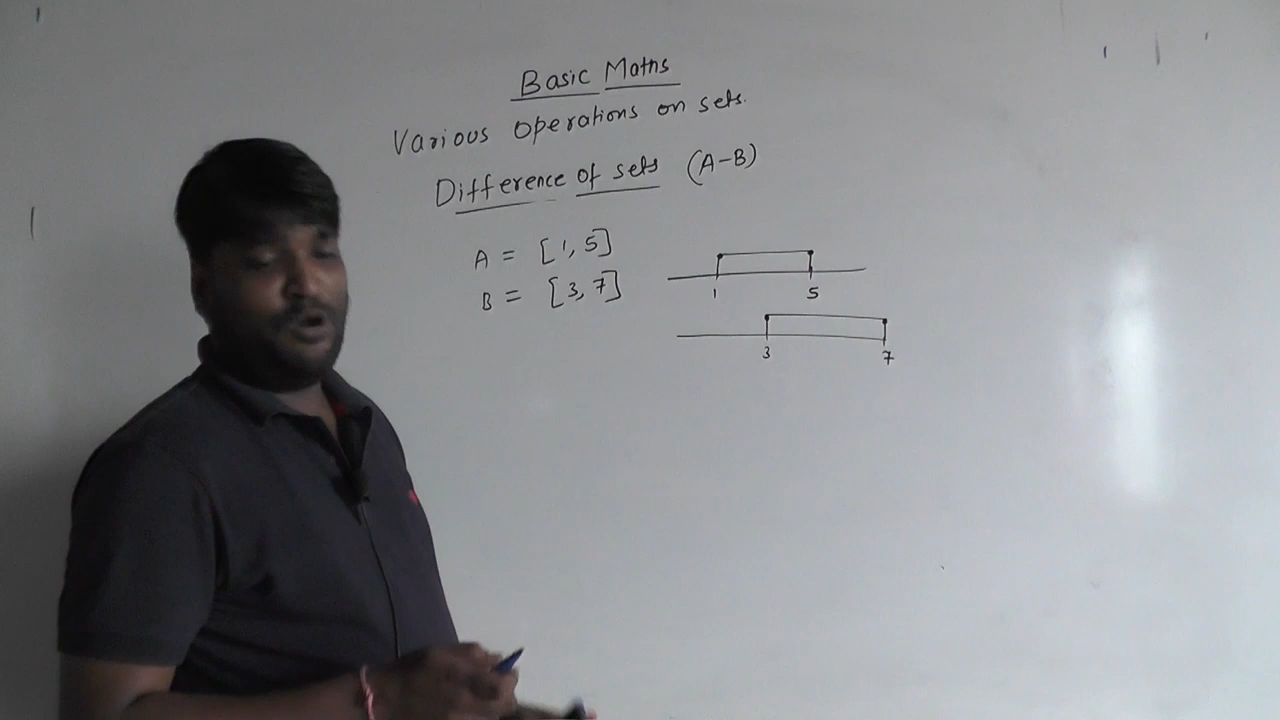 Basic Maths
Various operations on sets.
Difference of sets (A-B)
A = [1, 5]
B = [3, 7]
1 5
3 7